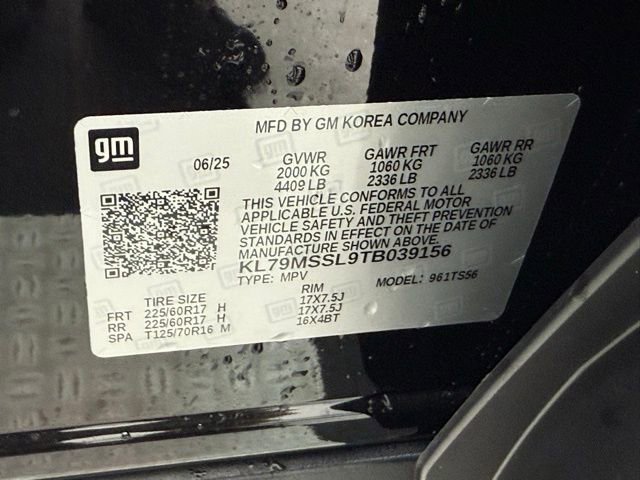 MFD BY GM KOREA COMPANY
gm
06/25
GVWR GAWR FRT GAWR RR
2000 KG 1060 KG 1060 KG
4409 LB 2336 LB 2336 LB
THIS VEHICLE CONFORMS TO ALL
APPLICABLE U.S. FEDERAL MOTOR
VEHICLE SAFETY AND THEFT PREVENTION
STANDARDS IN EFFECT ON THE DATE OF
MANUFACTURE SHOWN ABOVE.
KL79MSSL9TB039156
TYPE: MPV MODEL: 961TS56
TIRE SIZE RIM
FRT 225/60R17 H 17X7.5J
RR 225/60R17 H 17X7.5J
SPA T125/70R16 M 16X4BT